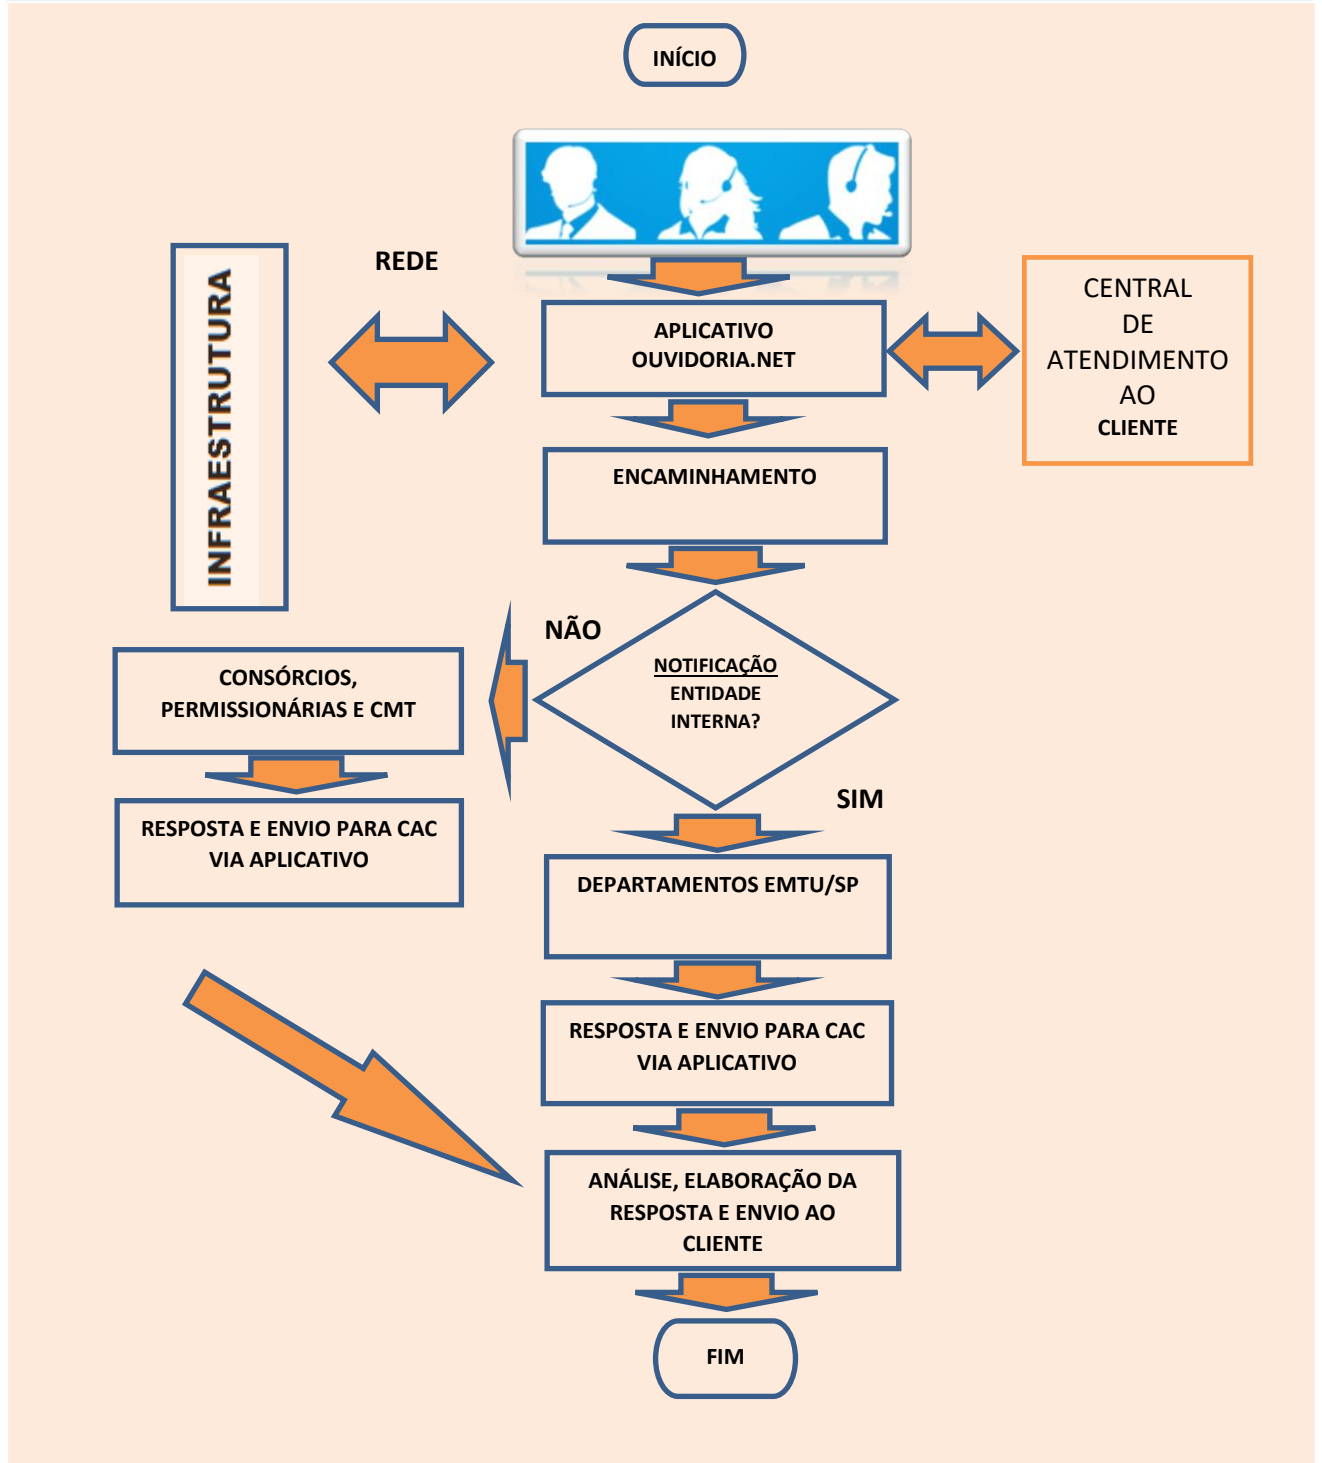 INÍCIO
REDE
INFRAESTRUTURA
APLICATIVO
OUVIDORIA.NET
CENTRAL
DE
ATENDIMENTO
AO
CLIENTE
ENCAMINHAMENTO
NÃO
NOTIFICAÇÃO
ENTIDADE
INTERNA?
CONSÓRCIOS,
PERMISSIONÁRIAS E CMT
RESPOSTA E ENVIO PARA CAC
VIA APLICATIVO
SIM
DEPARTAMENTOS EMTU/SP
RESPOSTA E ENVIO PARA CAC
VIA APLICATIVO
ANÁLISE, ELABORAÇÃO DA
RESPOSTA E ENVIO AO
CLIENTE
FIM